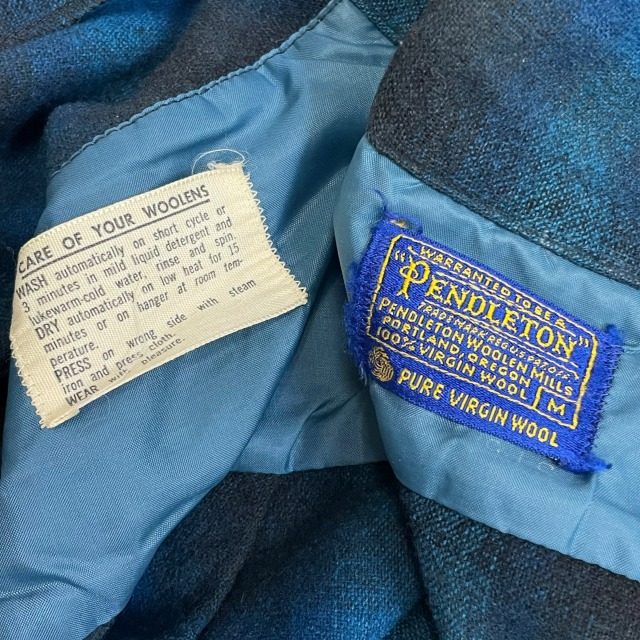 CARE OF YOUR WOOLENS
WASH automatically on short cycle or
3 minutes in mild liquid detergent and
lukewarm-cold water, rinse and spin.
DRY automatically on low heat for 15
minutes or on hanger at room tem-
perature.
PRESS on wrong side with steam
iron and press cloth.
WEAR with pleasure.
WARRANTED TO BE A
"PENDLETON"
TRADE MARK REG. U.S. PAT. OFF.
PENDLETON WOOLEN MILLS
PORTLAND, OREGON
100% VIRGIN WOOL M
PURE VIRGIN WOOL